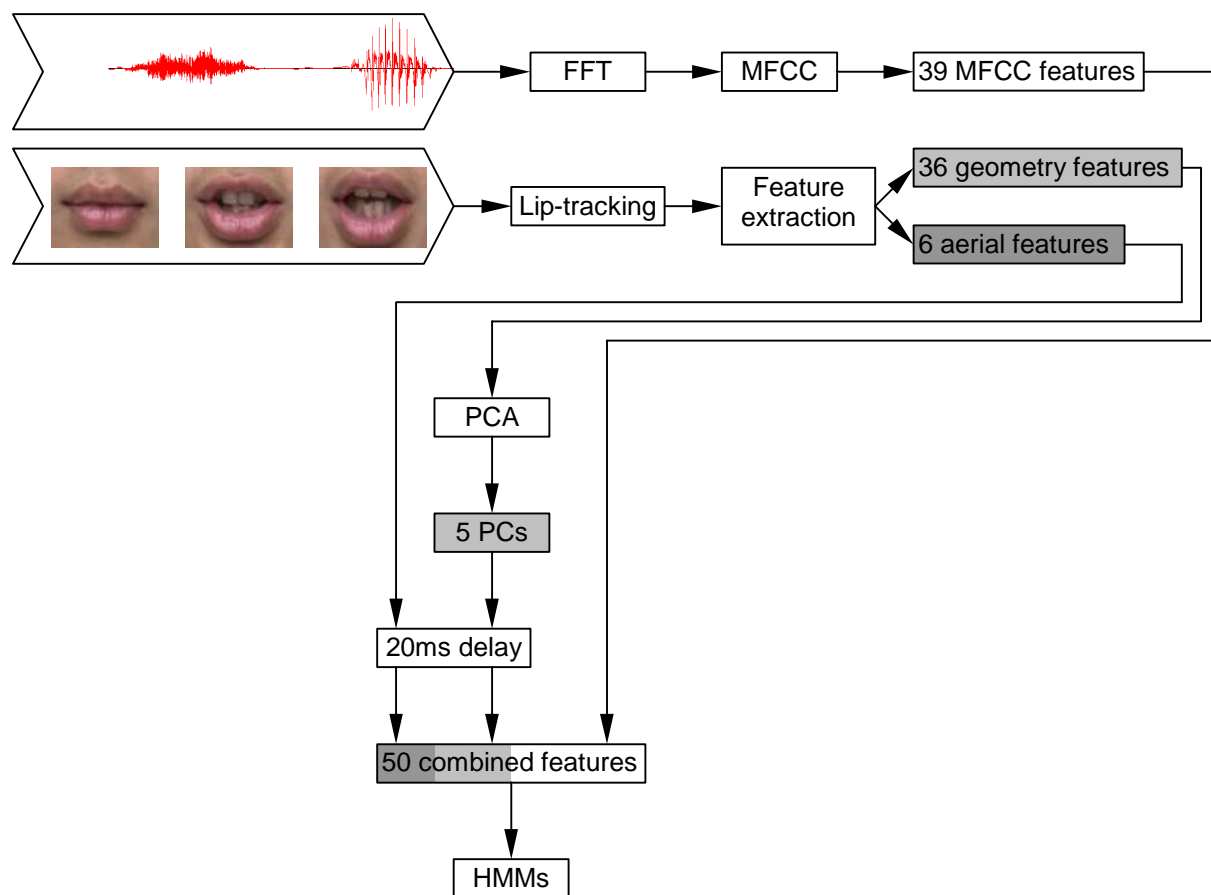 FFT
MFCC
39 MFCC features
Lip-tracking
Feature
extraction
36 geometry features
6 aerial features
PCA
5 PCs
20ms delay
50 combined features
HMMs